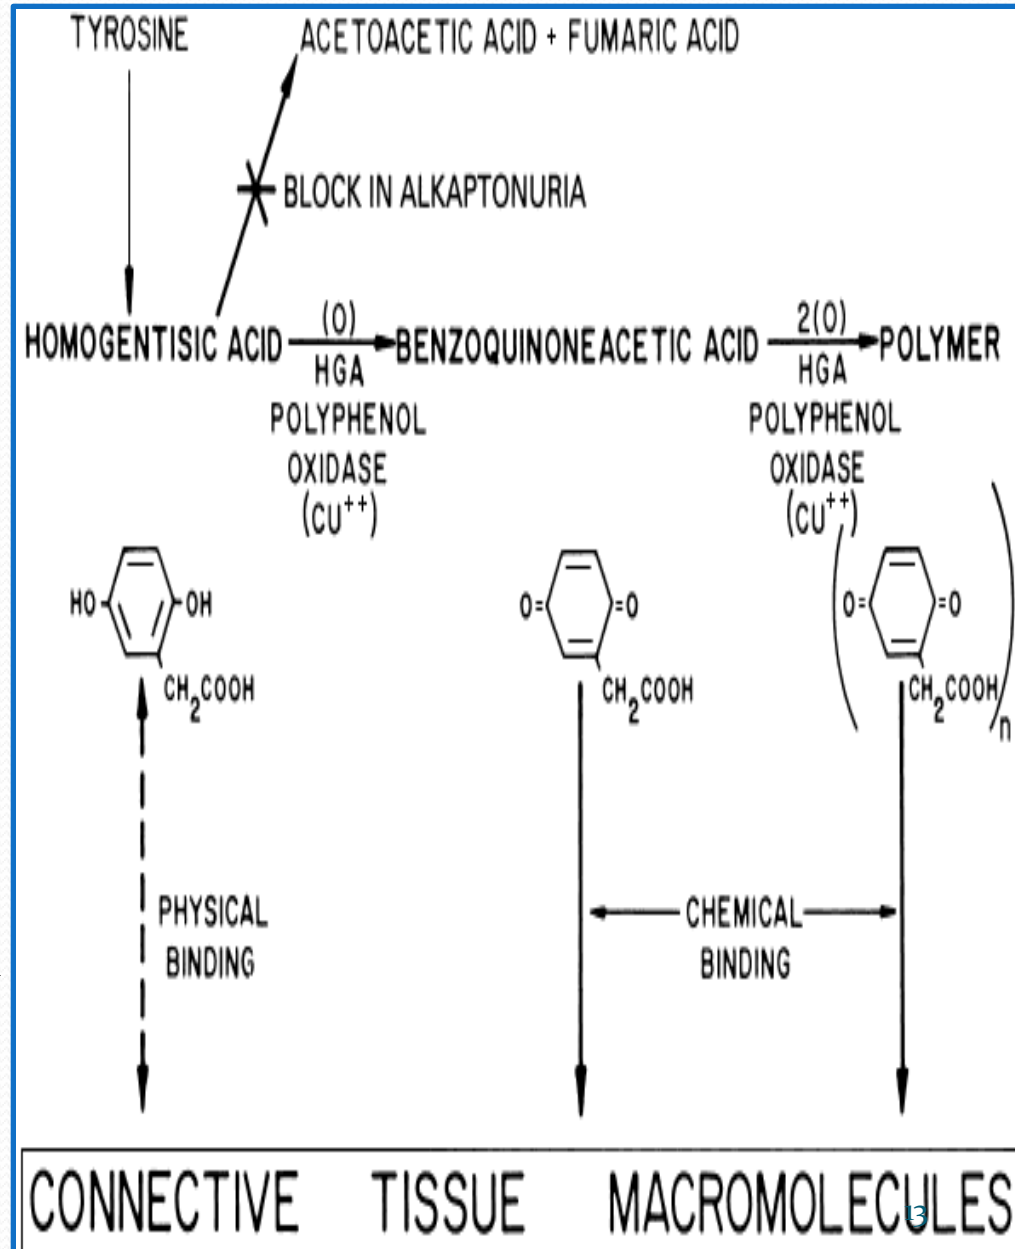 TYROSINE
ACETOACETIC ACID + FUMARIC ACID
BLOCK IN ALKAPTONURIA
HOMOGENTISIC ACID
(O)
HGA
POLYPHENOL
OXIDASE
(CU++)
BENZOQUINONEACETIC ACID
2(O)
HGA
POLYPHENOL
OXIDASE
(CU++)
POLYMER
HO
OH
CH2COOH
O=
=O
CH2COOH
O=
=O
CH2COOH
n
PHYSICAL
BINDING
CHEMICAL
BINDING
CONNECTIVE TISSUE MACROMOLECULES
13